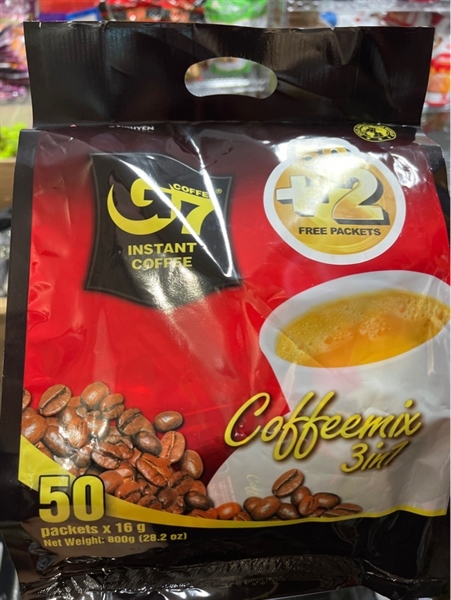 COFFEE
G7
INSTANT
COFFEE
+2
FREE PACKETS
Coffeemix
3in1
50
packets x 16 g
Net Weight: 800g (28.2 oz)